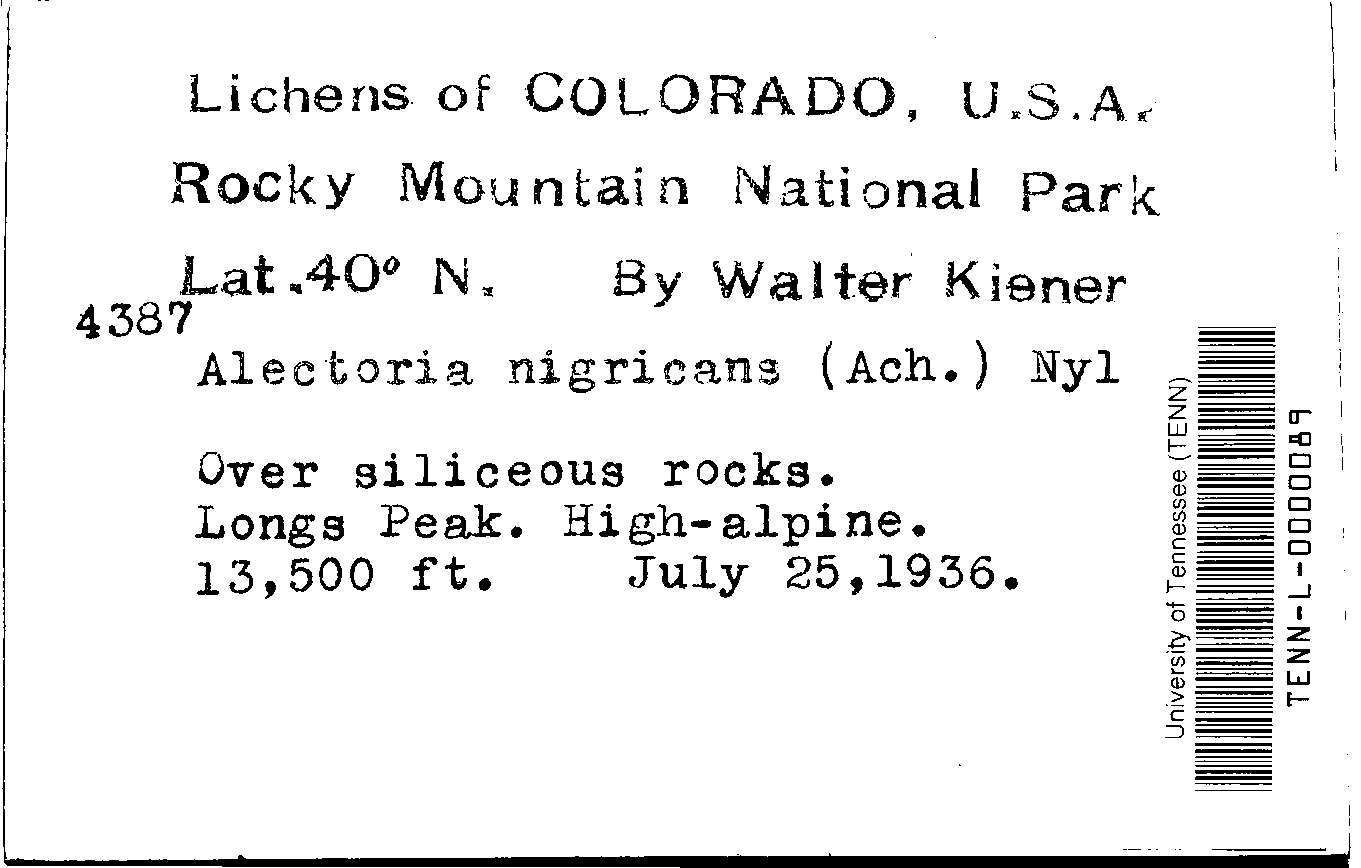 Lichens of COLORADO, U.S.A.
Rocky Mountain National Park
Lat.40° N. By Walter Kiener
4387
Alectoria nigricans (Ach.) Nyl
Over siliceous rocks.
Longs Peak. High-alpine.
13,500 ft. July 25,1936.
University of Tennessee (TENN)
TENN-L-0000089